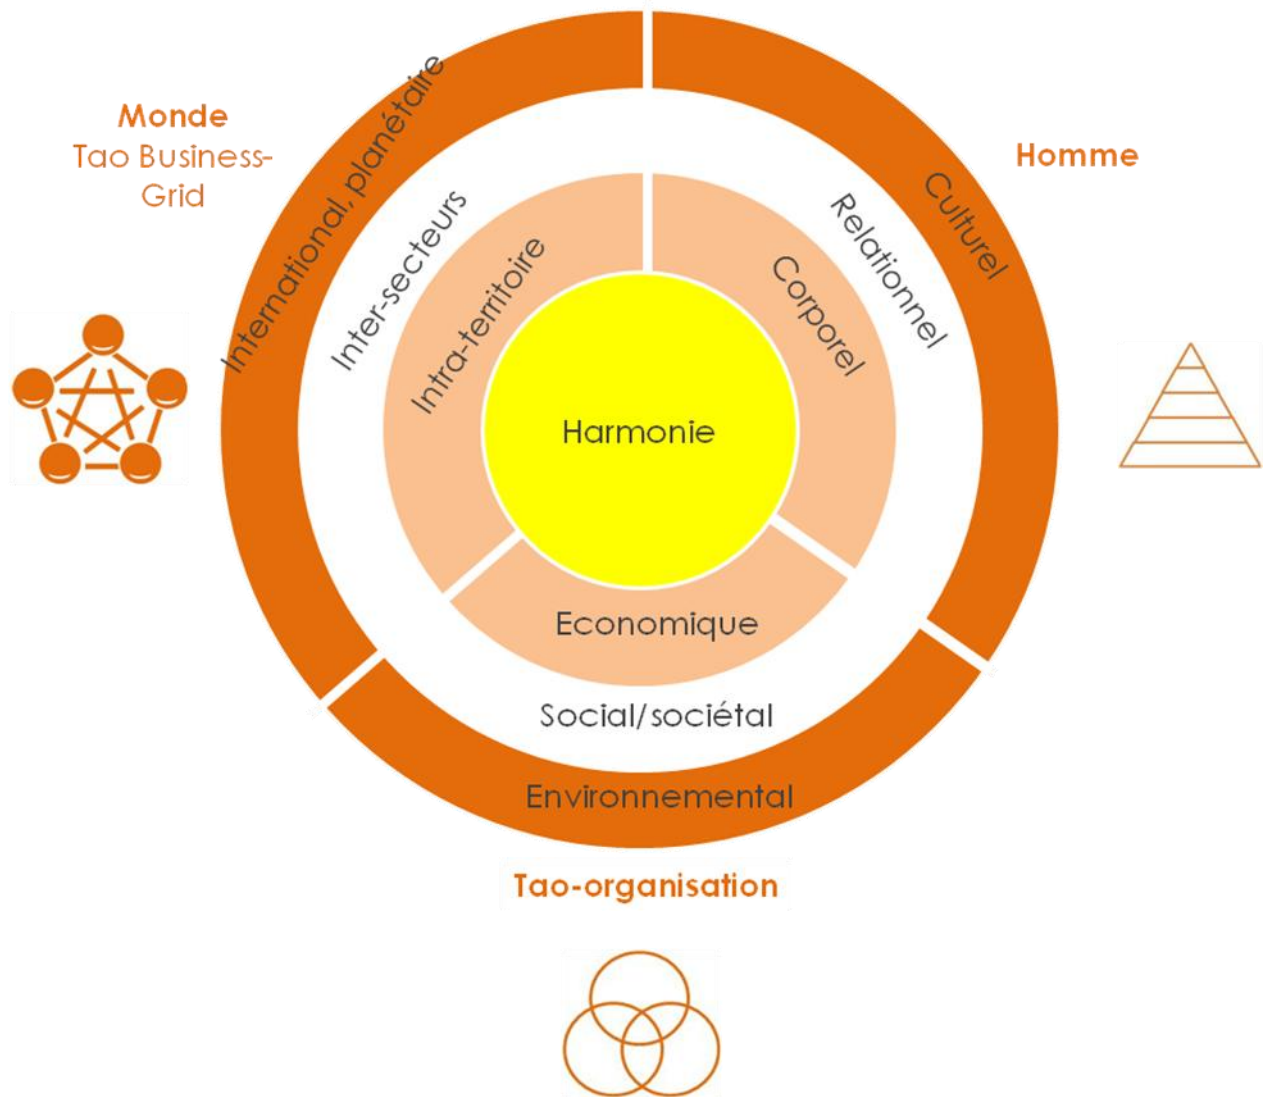 Monde
Tao Business-
Grid
Homme
International, planétaire
Inter-secteurs
Intra-territoire
Culturel
Relationnel
Corporel
Harmonie
Economique
Social/sociétal
Environnemental
Tao-organisation